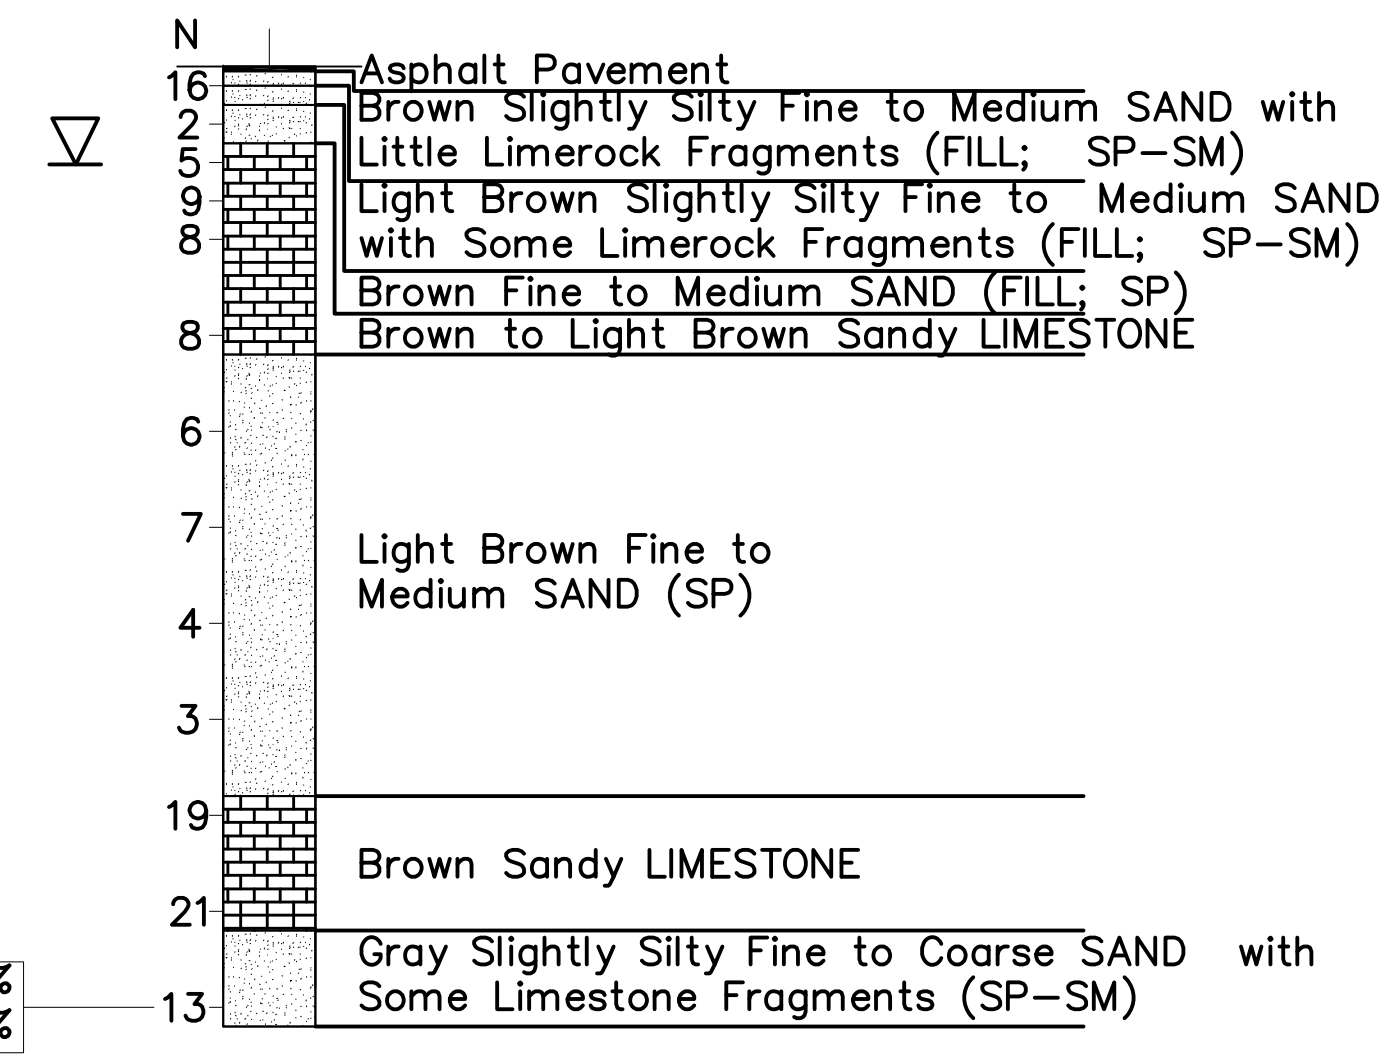 N
Asphalt Pavement
16
Brown Slightly Silty Fine to Medium SAND with
2
Little Limerock Fragments (FILL; SP-SM)
5
Light Brown Slightly Silty Fine to Medium SAND
9
with Some Limerock Fragments (FILL; SP-SM)
8
Brown Fine to Medium SAND (FILL; SP)
Brown to Light Brown Sandy LIMESTONE
8
6
7
Light Brown Fine to
Medium SAND (SP)
4
3
19
Brown Sandy LIMESTONE
21
Gray Slightly Silty Fine to Coarse SAND with
Some Limestone Fragments (SP-SM)
%
13
%